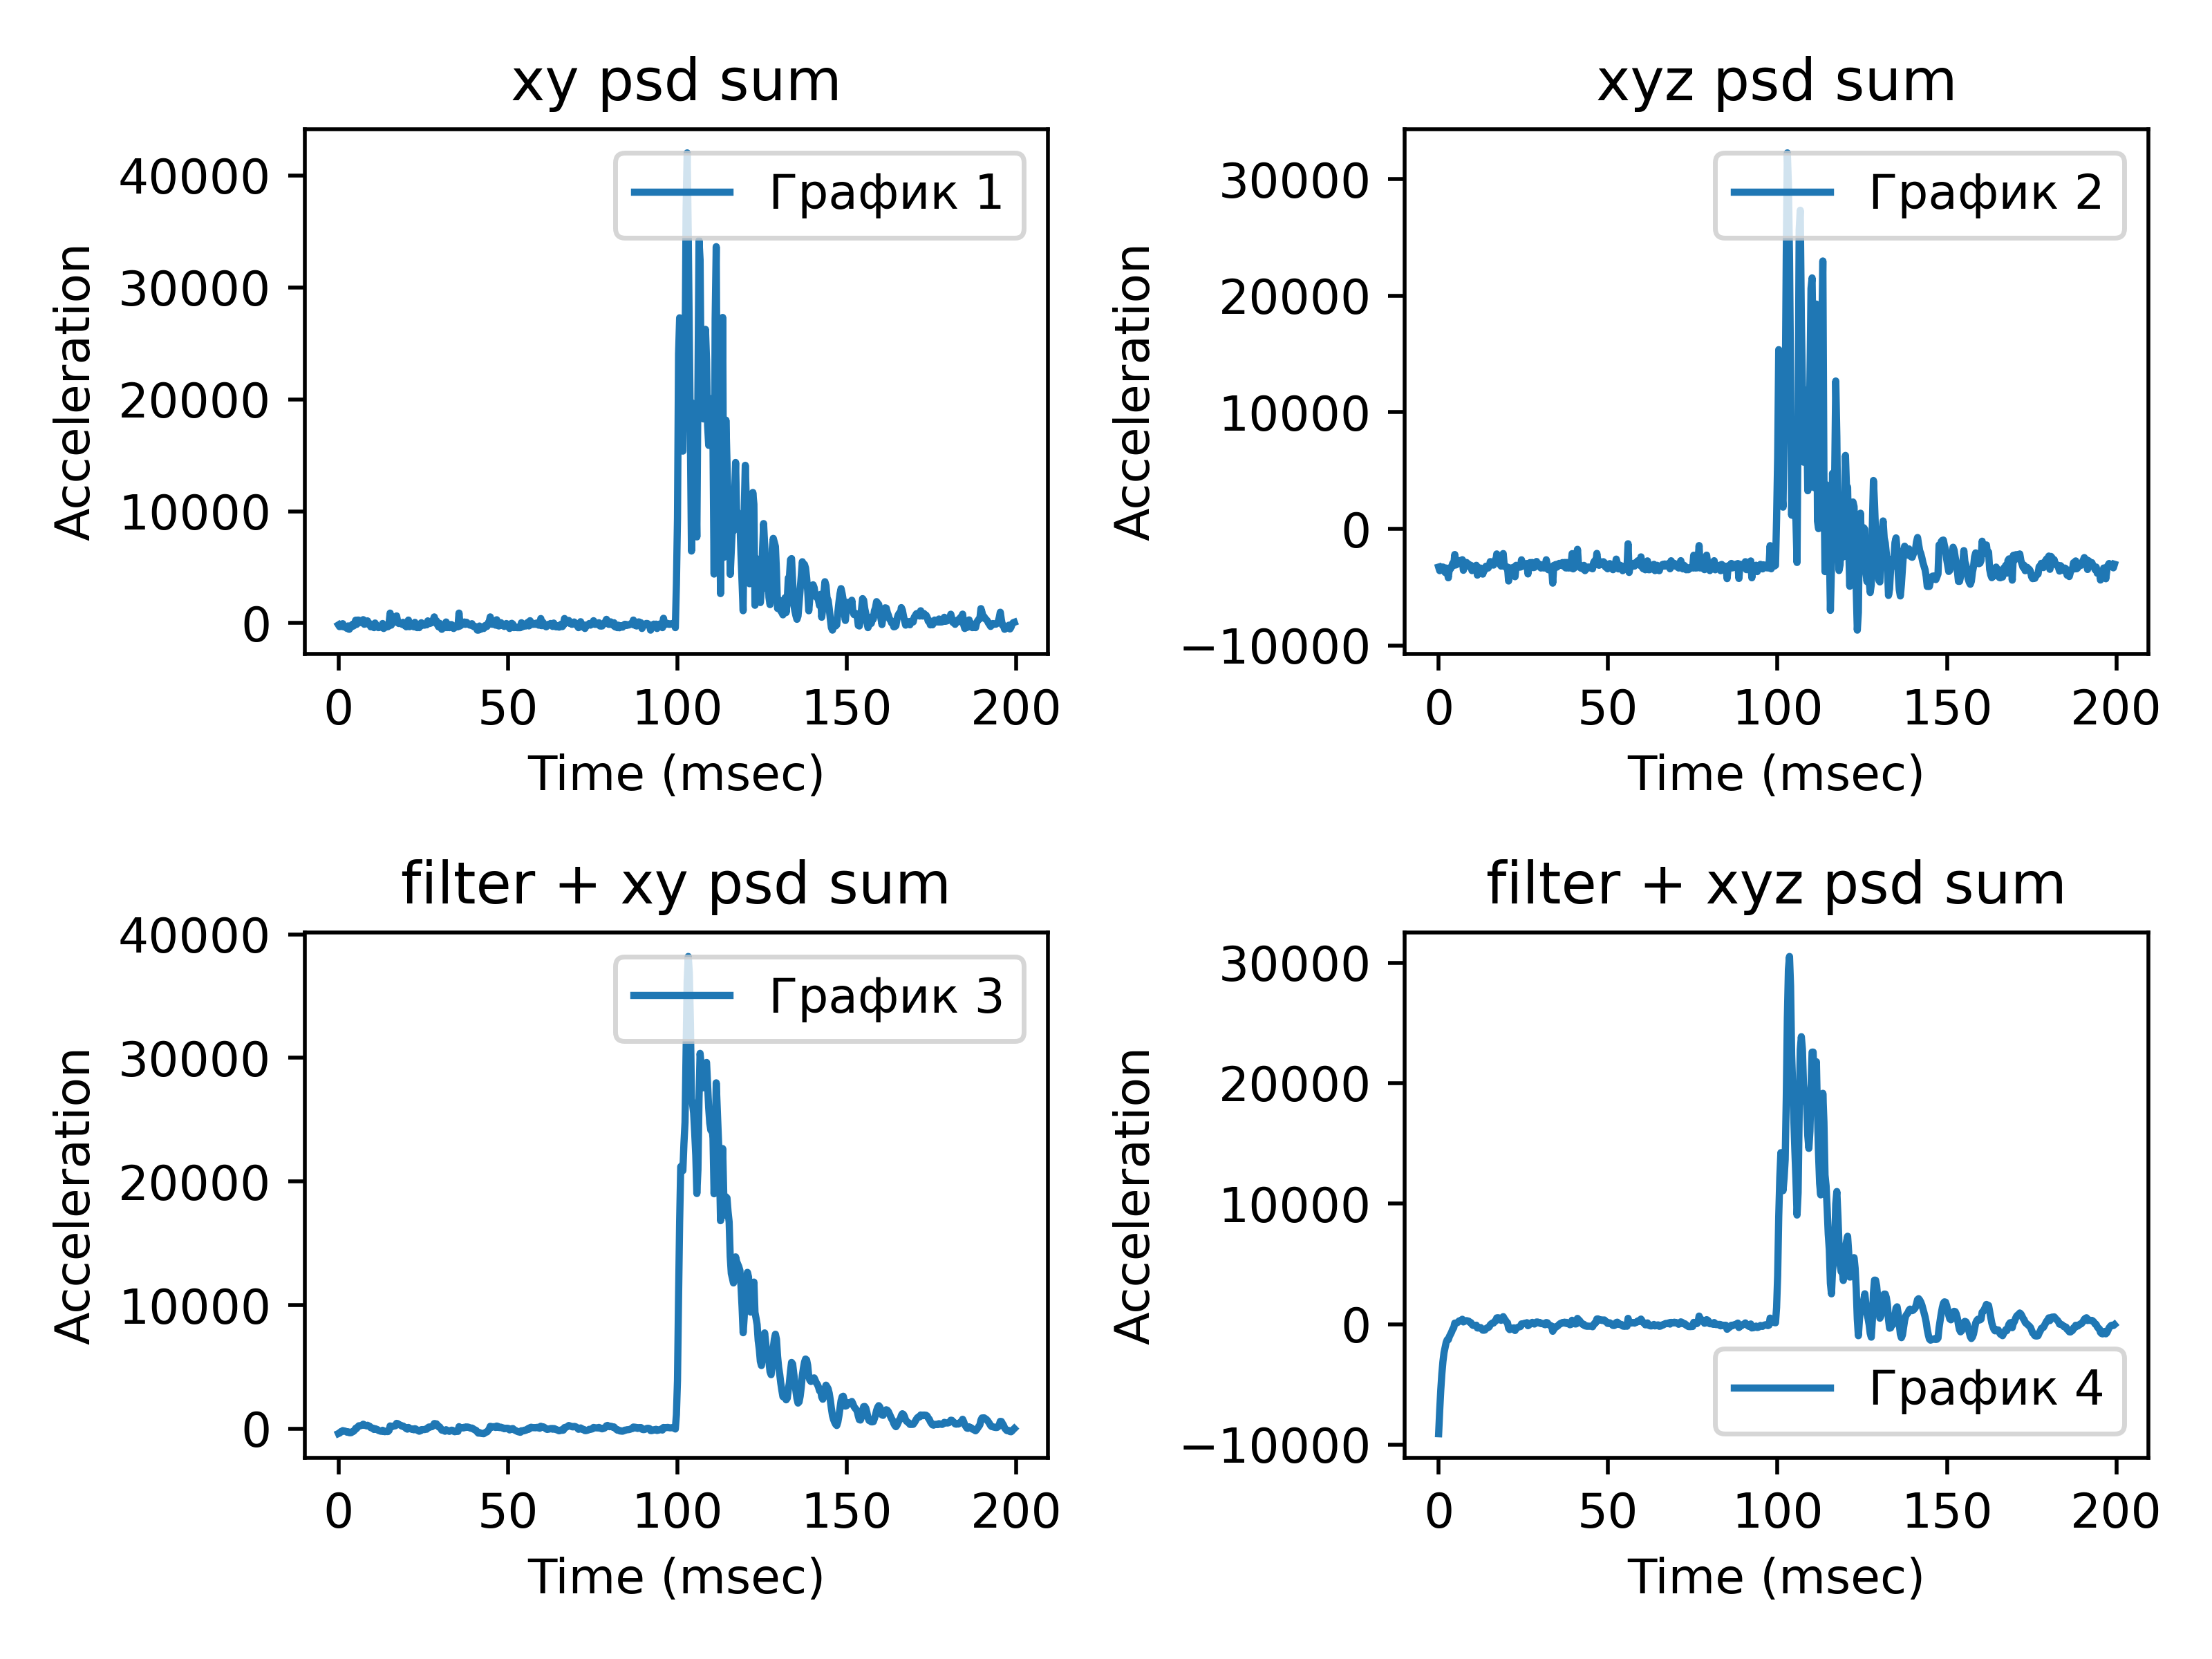 xy psd sum
40000
30000
20000
10000
0
Acceleration
График 1
0 50 100 150 200
Time (msec)
xyz psd sum
30000
20000
10000
0
−10000
Acceleration
График 2
0 50 100 150 200
Time (msec)
filter + xy psd sum
40000
30000
20000
10000
0
Acceleration
График 3
0 50 100 150 200
Time (msec)
filter + xyz psd sum
30000
20000
10000
0
−10000
Acceleration
График 4
0 50 100 150 200
Time (msec)